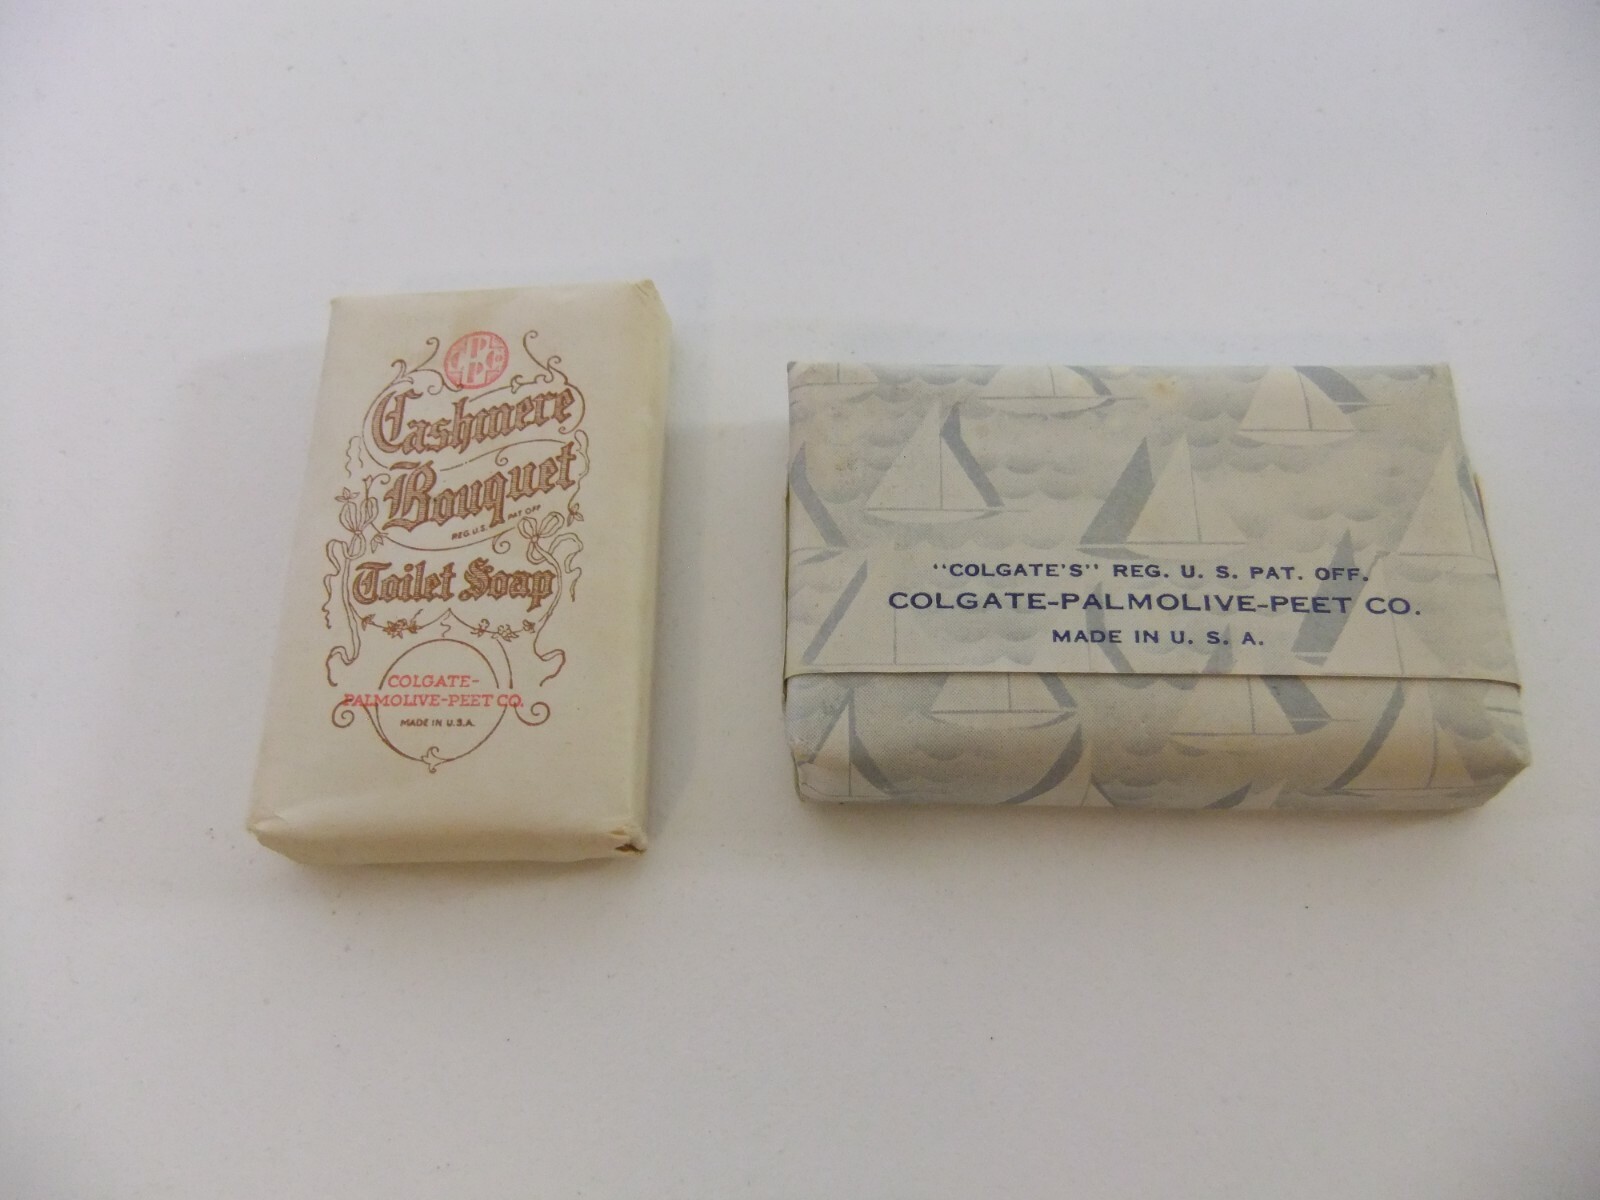 CPPCo
Cashmere
Bouquet
REG. U.S. PAT OFF
Toilet Soap
COLGATE-
PALMOLIVE-PEET CO.
MADE IN U.S.A.
"COLGATE'S" REG. U. S. PAT. OFF.
COLGATE-PALMOLIVE-PEET CO.
MADE IN U. S. A.